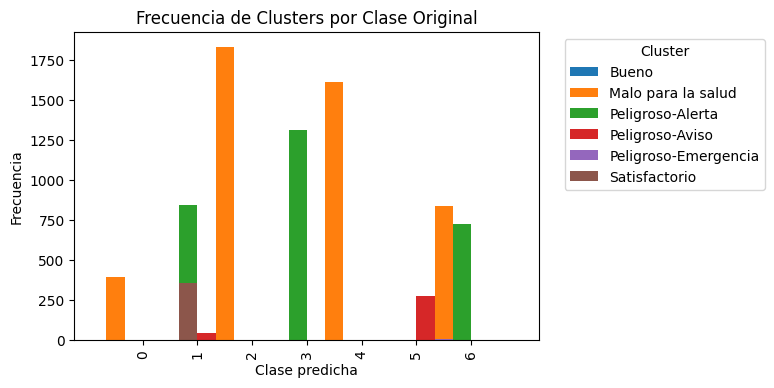 Frecuencia de Clusters por Clase Original
Frecuencia
1750
1500
1250
1000
750
500
250
0
0
1
2
3
4
5
6
Clase predicha
Cluster
Bueno
Malo para la salud
Peligroso-Alerta
Peligroso-Aviso
Peligroso-Emergencia
Satisfactorio